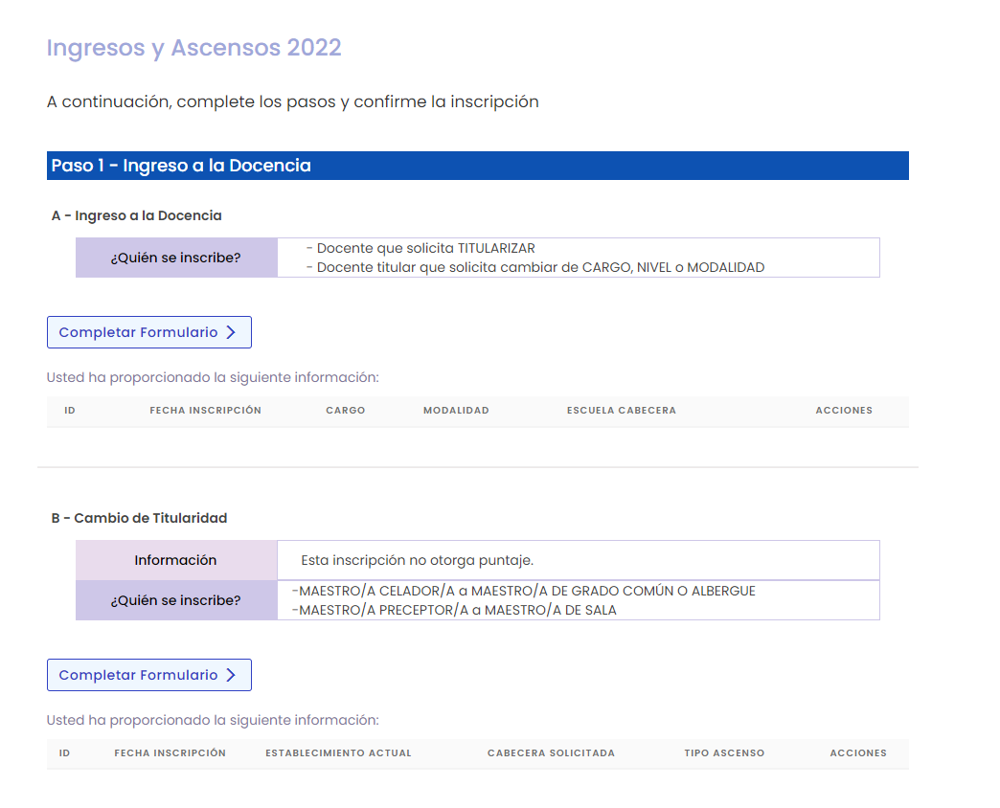 Ingresos y Ascensos 2022
A continuación, complete los pasos y confirme la inscripción
Paso 1 - Ingreso a la Docencia
A - Ingreso a la Docencia
¿Quién se inscribe?
- Docente que solicita TITULARIZAR
- Docente titular que solicita cambiar de CARGO, NIVEL o MODALIDAD
Completar Formulario
Usted ha proporcionado la siguiente información:
ID FECHA INSCRIPCIÓN CARGO MODALIDAD ESCUELA CABECERA ACCIONES
B - Cambio de Titularidad
Información Esta inscripción no otorga puntaje.
¿Quién se inscribe?
-MAESTRO/A CELADOR/A a MAESTRO/A DE GRADO COMÚN O ALBERGUE
-MAESTRO/A PRECEPTOR/A a MAESTRO/A DE SALA
Completar Formulario
Usted ha proporcionado la siguiente información:
ID FECHA INSCRIPCIÓN ESTABLECIMIENTO ACTUAL CABECERA SOLICITADA TIPO ASCENSO ACCIONES